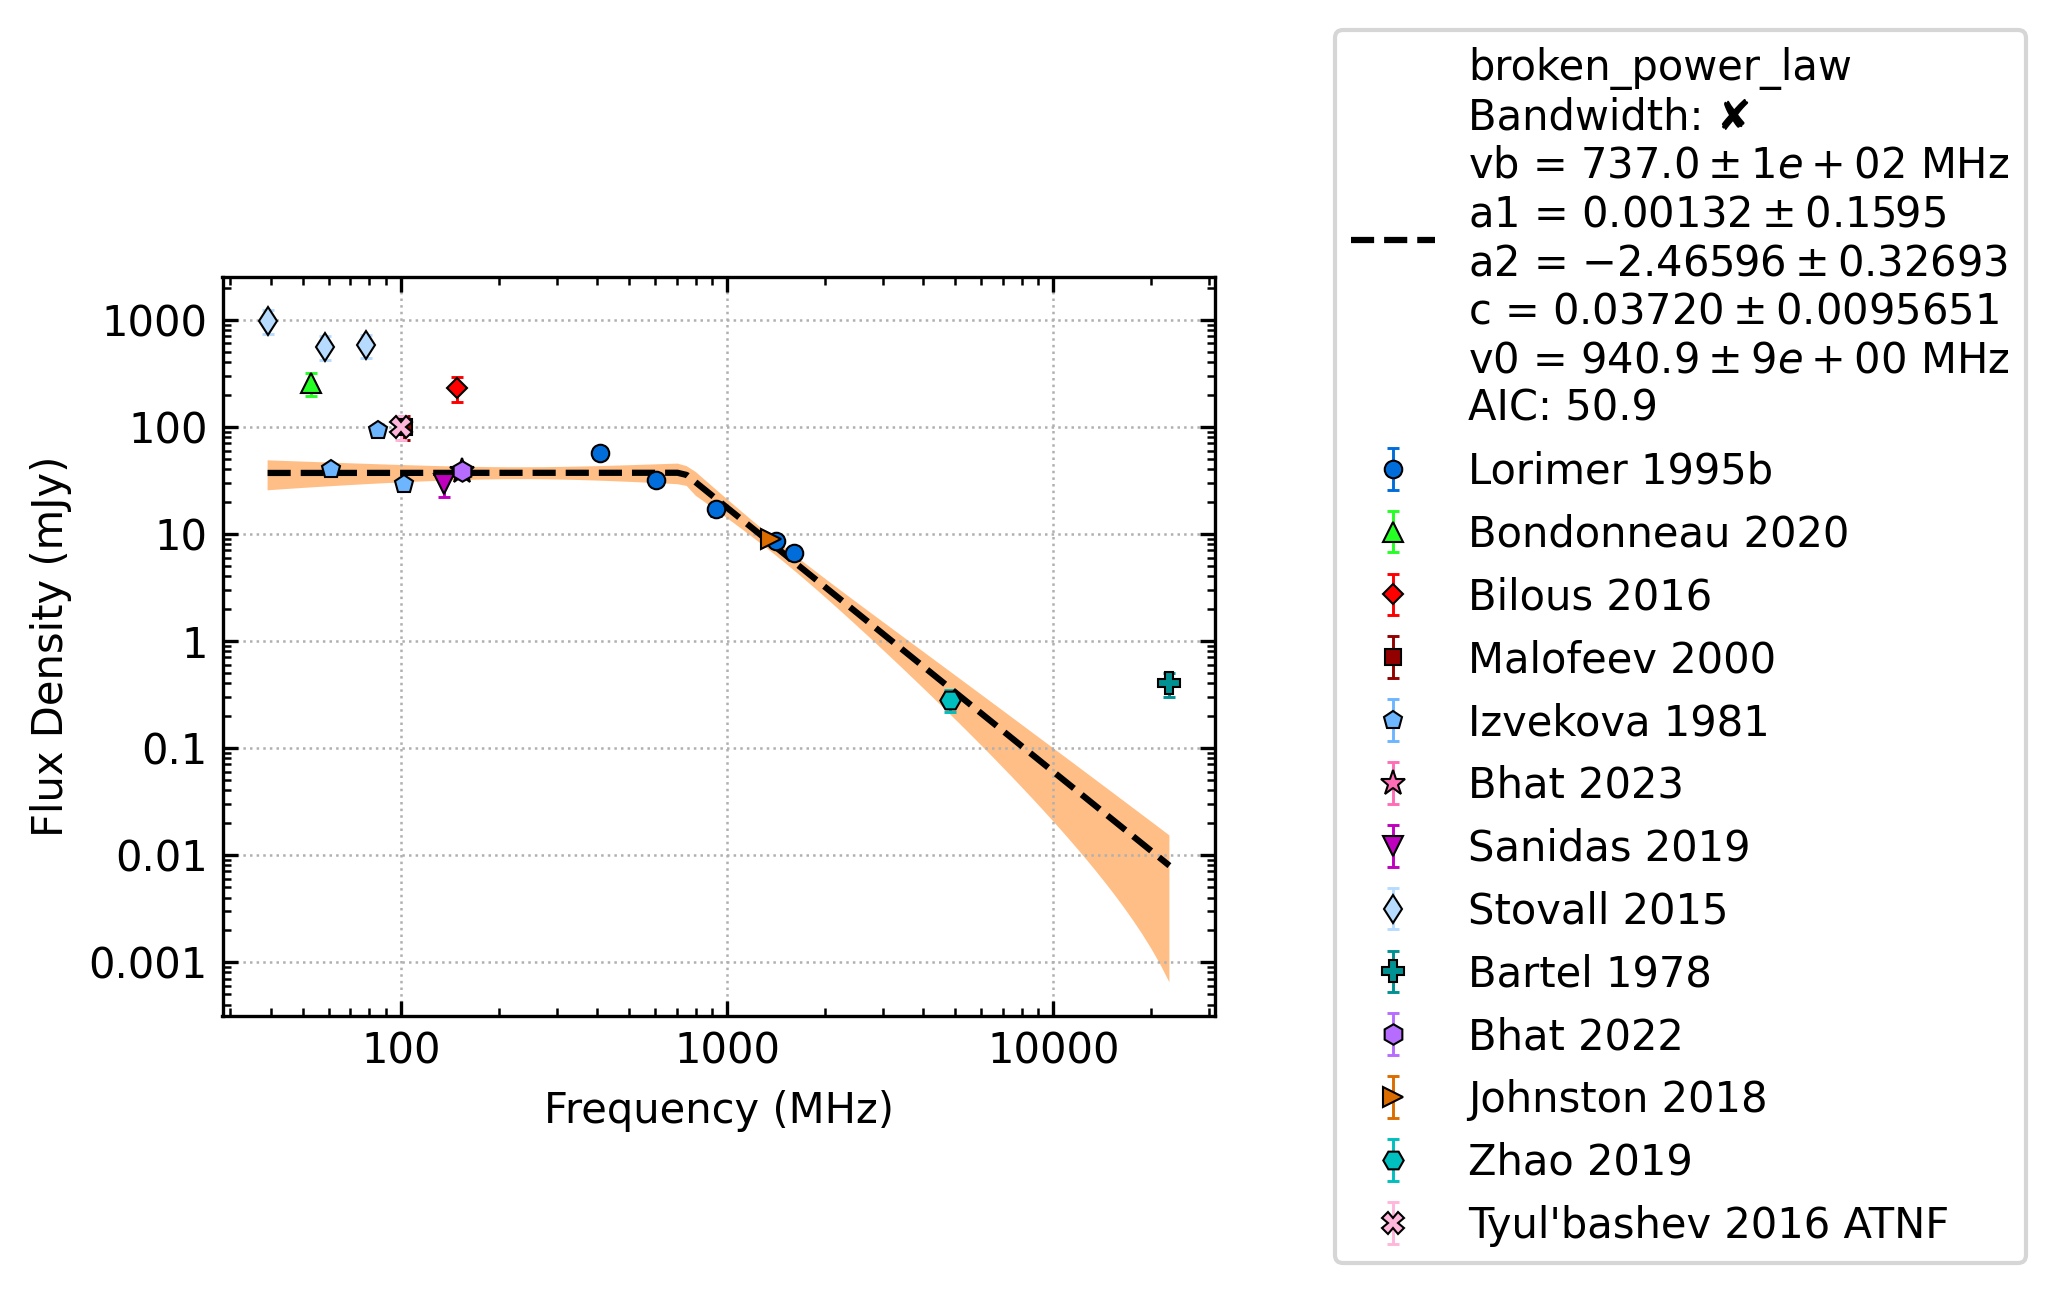 broken_power_law
Bandwidth: ✘
vb = 737.0 ± 1e + 02 MHz
a1 = 0.00132 ± 0.1595
a2 = −2.46596 ± 0.32693
c = 0.03720 ± 0.0095651
v0 = 940.9 ± 9e + 00 MHz
AIC: 50.9
Lorimer 1995b
Bondonneau 2020
Bilous 2016
Malofeev 2000
Izvekova 1981
Bhat 2023
Sanidas 2019
Stovall 2015
Bartel 1978
Bhat 2022
Johnston 2018
Zhao 2019
Tyul'bashev 2016 ATNF
Flux Density (mJy)
1000
100
10
1
0.1
0.01
0.001
100
1000
10000
Frequency (MHz)